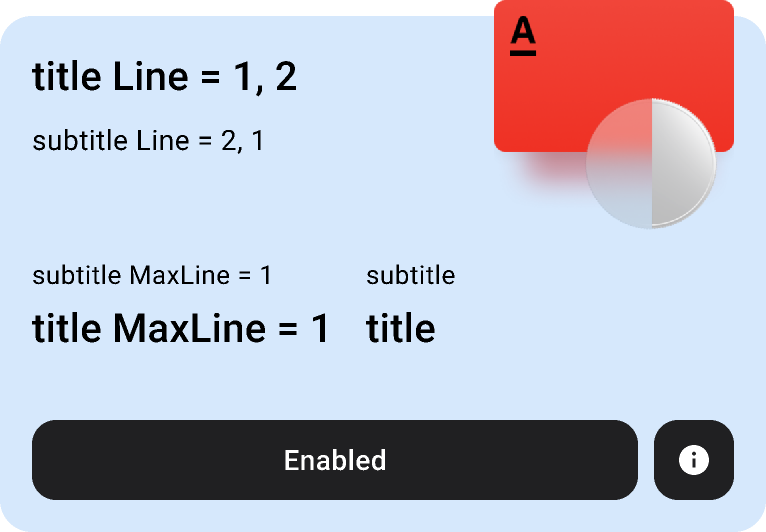 A
title Line = 1, 2
subtitle Line = 2, 1
subtitle MaxLine = 1
title MaxLine = 1
subtitle
title
Enabled